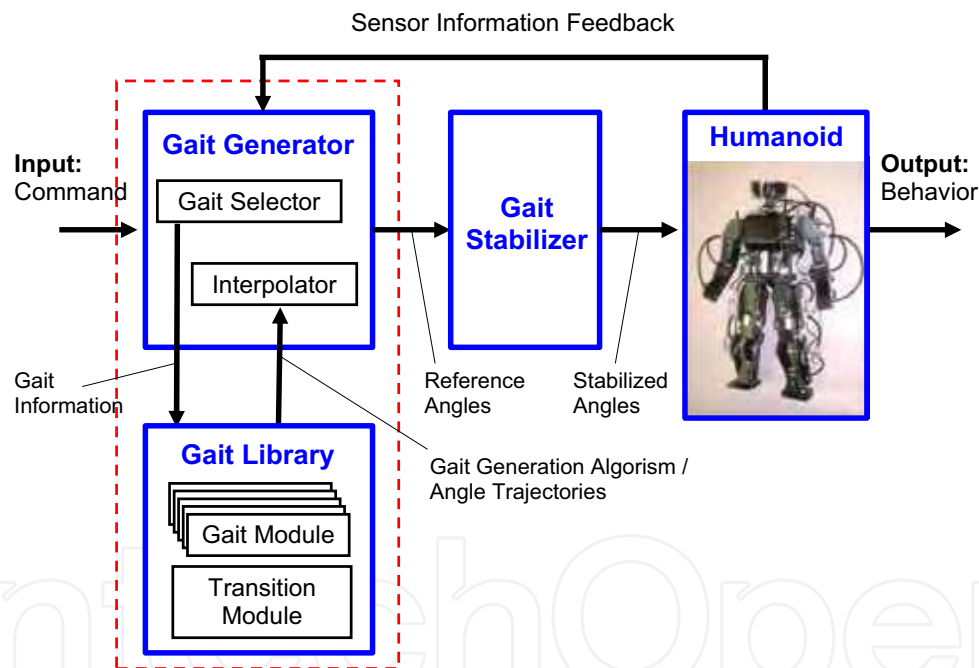 Sensor Information Feedback
Input:
Command
Gait Generator
Gait Selector
Interpolator
Gait
Stabilizer
Humanoid
Output:
Behavior
Gait
Information
Reference
Angles
Stabilized
Angles
Gait Library
Gait Module
Transition
Module
Gait Generation Algorism /
Angle Trajectories